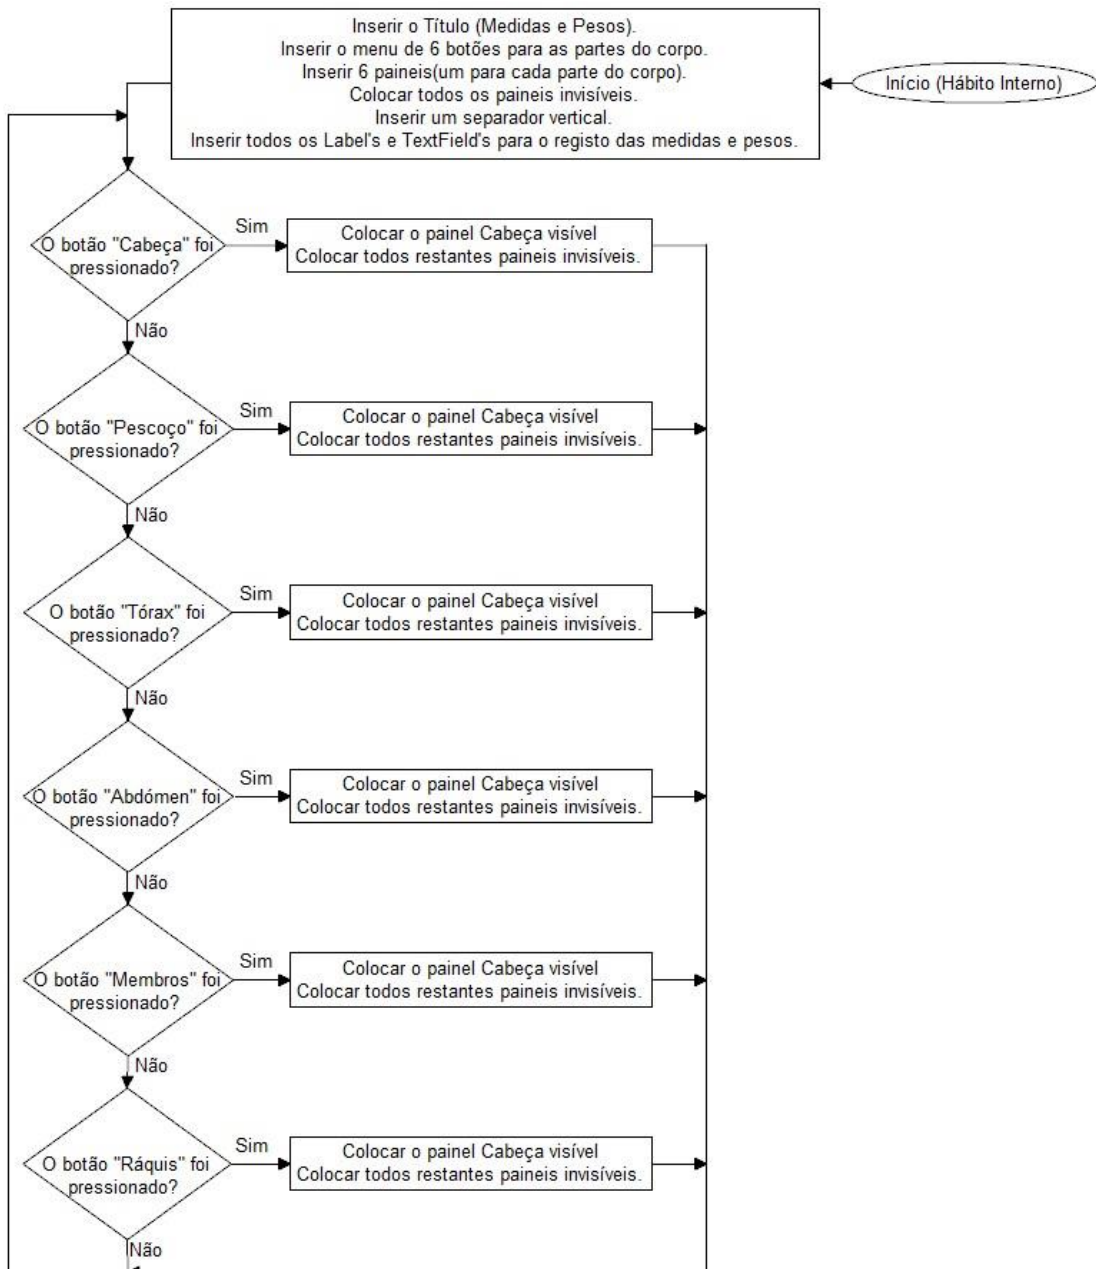 Inserir o Título (Medidas e Pesos).
Inserir o menu de 6 botões para as partes do corpo.
Inserir 6 paineis(um para cada parte do corpo).
Colocar todos os paineis invisíveis.
Inserir um separador vertical.
Inserir todos os Label's e TextField's para o registo das medidas e pesos.
Início (Hábito Interno)
O botão "Cabeça" foi
pressionado?
Sim
Colocar o painel Cabeça visível
Colocar todos restantes paineis invisíveis.
Não
O botão "Pescoço" foi
pressionado?
Sim
Colocar o painel Cabeça visível
Colocar todos restantes paineis invisíveis.
Não
O botão "Tórax" foi
pressionado?
Sim
Colocar o painel Cabeça visível
Colocar todos restantes paineis invisíveis.
Não
O botão "Abdómen" foi
pressionado?
Sim
Colocar o painel Cabeça visível
Colocar todos restantes paineis invisíveis.
Não
O botão "Membros" foi
pressionado?
Sim
Colocar o painel Cabeça visível
Colocar todos restantes paineis invisíveis.
Não
O botão "Ráquis" foi
pressionado?
Sim
Colocar o painel Cabeça visível
Colocar todos restantes paineis invisíveis.
Não